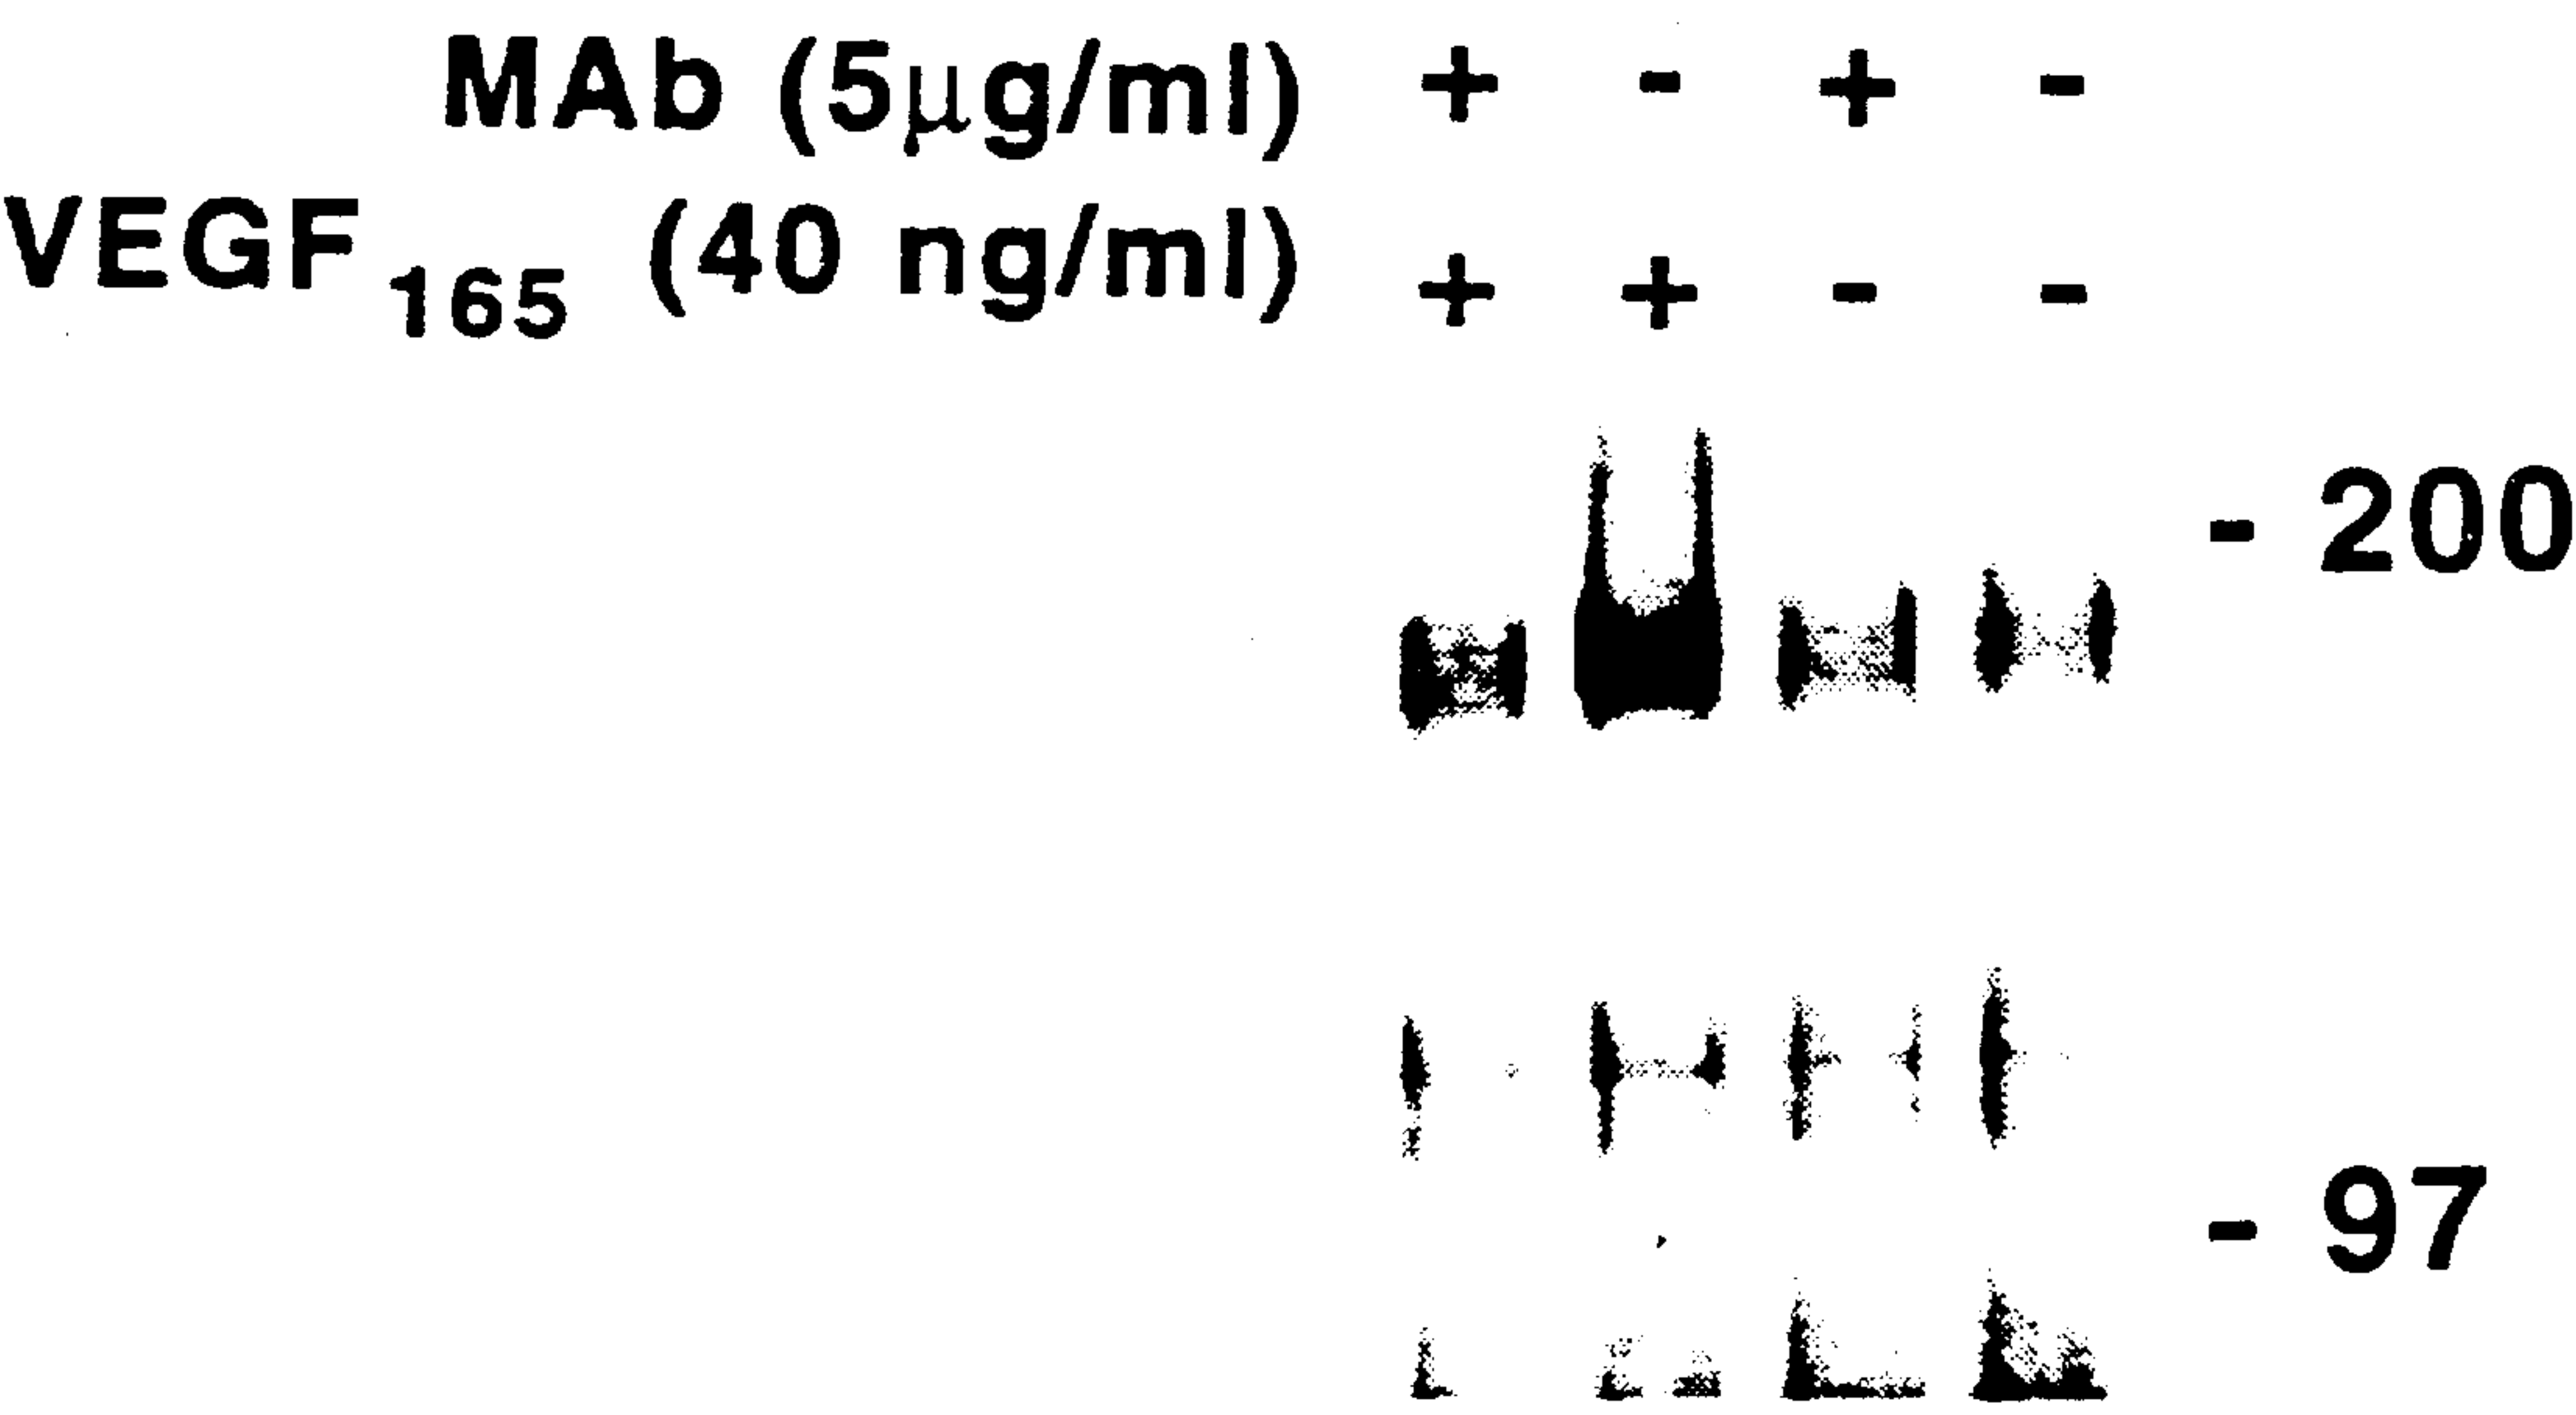 MAb (5μg/ml) + - + -
VEGF165 (40 ng/ml) + + - -
- 200
- 97